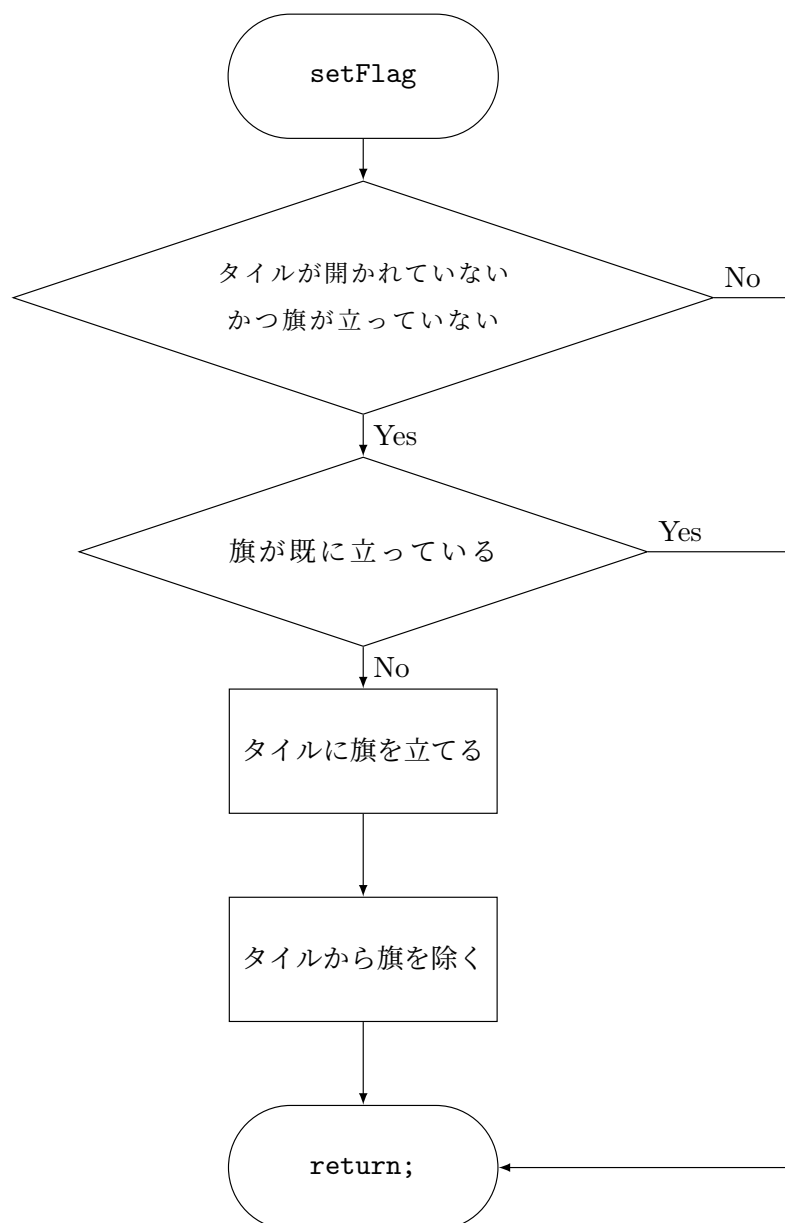 setFlag
タイルが開かれていない
かつ旗が立っていない
No
Yes
旗が既に立っている
Yes
No
タイルに旗を立てる
タイルから旗を除く
return;